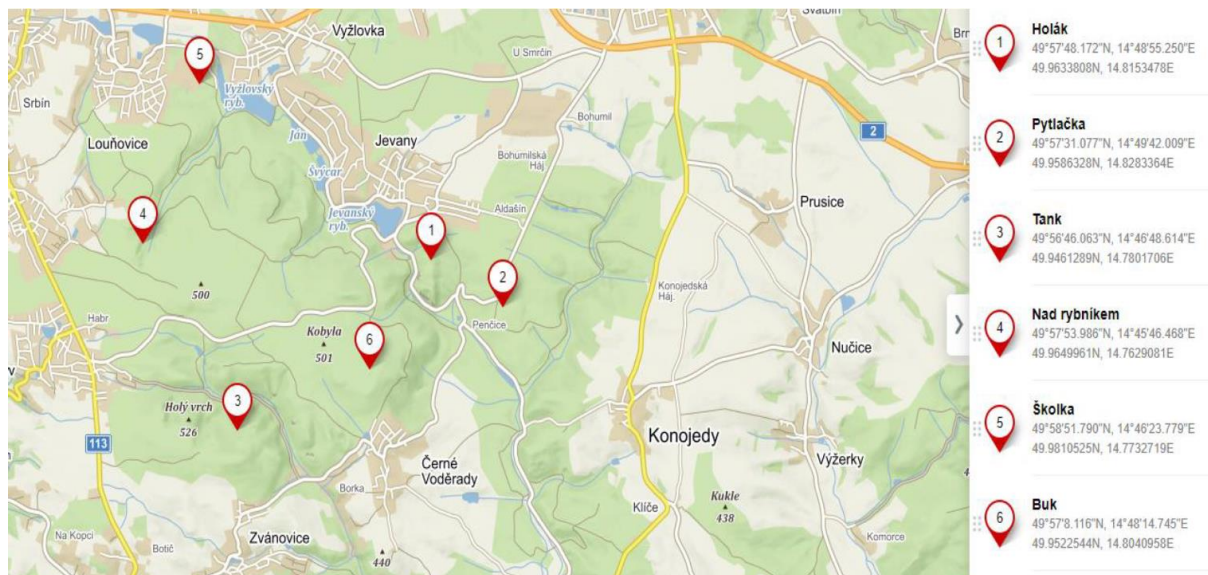 Vyžlovka
U Smrčin
5
Vyžlovský
ryb.
Srbín
Bohumil
2
Louňovice
Jan
Jevany
Bohumilská
Háj
Švýcar
4
Jevanský
ryb.
Aldašín
Prusice
1
2
500
Konojedská
Háj.
Habr
Kobyla
501
6
Penčice
Nučice
Holý vrch
526
3
113
Konojedy
Černé
Voděrady
Výžerky
Borka
Kukle
438
Klíče
Na Kopci
Botič
Zvánovice
440
Komorce
1
Holák
49°57'48.172"N, 14°48'55.250"E
49.9633808N, 14.8153478E
2
Pytlačka
49°57'31.077"N, 14°49'42.009"E
49.9586328N, 14.8283364E
3
Tank
49°56'46.063"N, 14°46'48.614"E
49.9461289N, 14.7801706E
4
Nad rybníkem
49°57'53.986"N, 14°45'46.468"E
49.9649961N, 14.7629081E
5
Školka
49°58'51.790"N, 14°46'23.779"E
49.9810525N, 14.7732719E
6
Buk
49°57'8.116"N, 14°48'14.745"E
49.9522544N, 14.8040958E